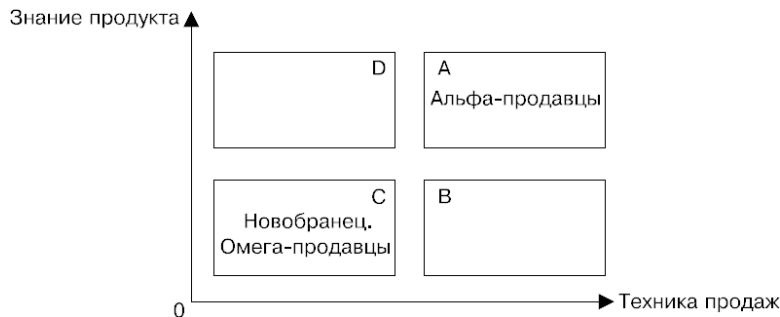 Знание продукта
D
A
Альфа-продавцы
C
Новобранец.
Омега-продавцы
B
0
Техника продаж